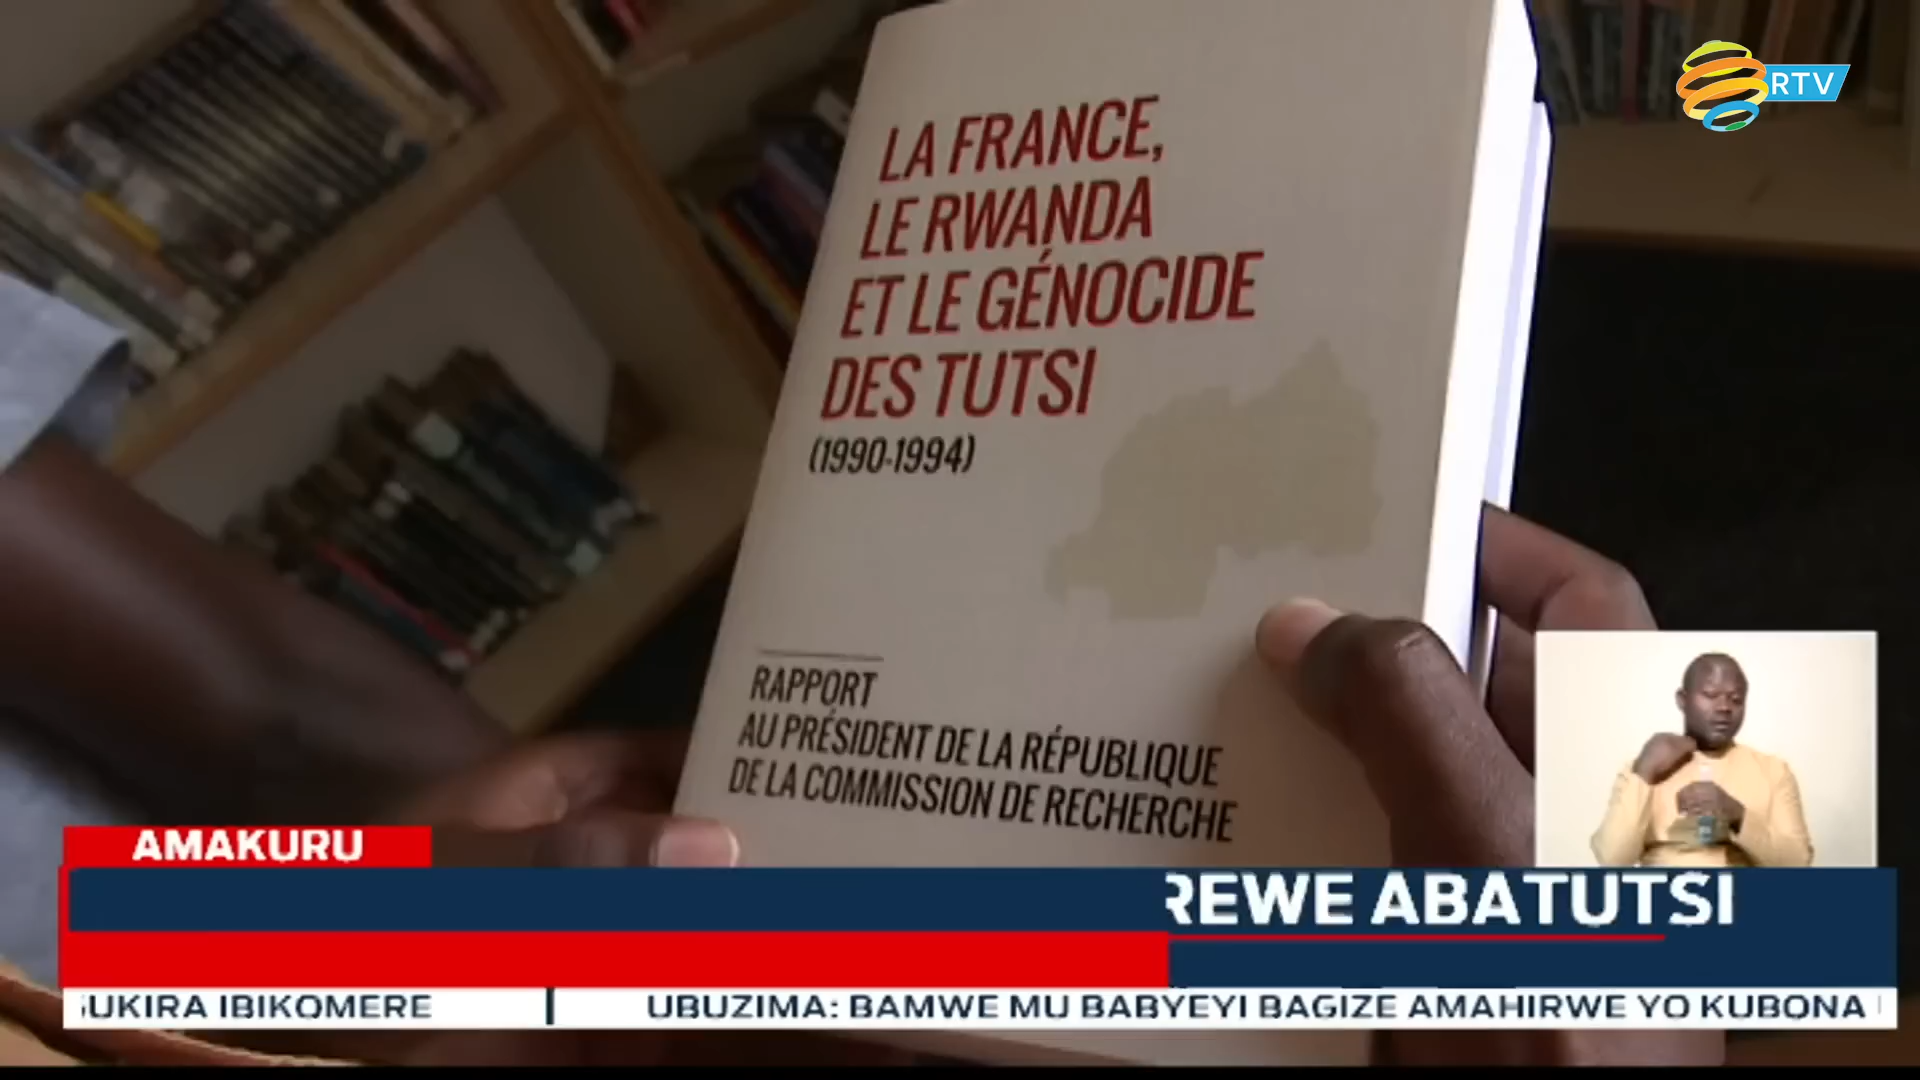 RTV
LA FRANCE,
LE RWANDA
ET LE GÉNOCIDE
DES TUTSI
(1990-1994)
RAPPORT
AU PRÉSIDENT DE LA RÉPUBLIQUE
DE LA COMMISSION DE RECHERCHE
AMAKURU
REWE ABATUTSI
IBIKOMERE
UBUZIMA: BAMWE MU BABYEYI BAGIZE AMAHIRWE YO KUBONA